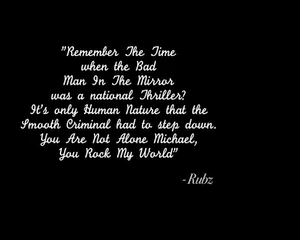 "Remember The Time
when the Bad
Man In The Mirror
was a national Thriller?
It's only Human Nature that the
Smooth Criminal had to step down.
You Are Not Alone Michael,
You Rock My World"
-Rubz